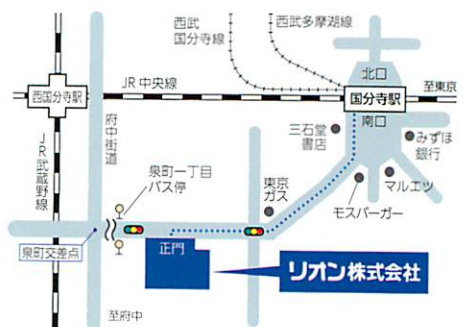 西武
国分寺線
西武多摩湖線
北口
JR中央線
至東京
西国分寺駅
国分寺駅
南口
府中街道
三石堂
書店
みずほ
銀行
JR武蔵野線
泉町一丁目
バス停
東京
ガス
マルエツ
モスバーガー
正門
泉町交差点
リオン株式会社
至府中